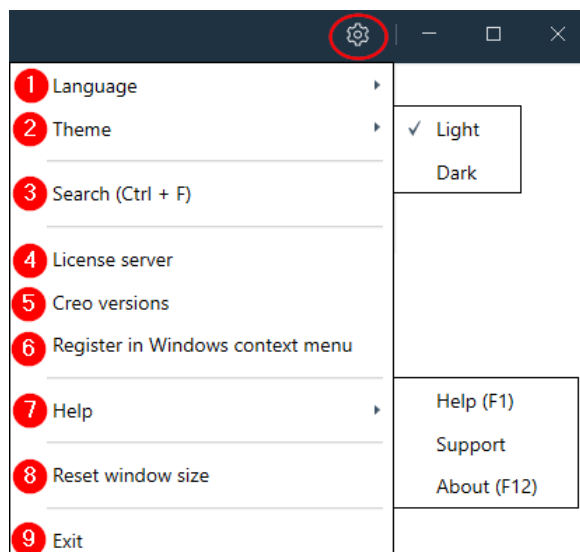 1 Language
2 Theme
✓ Light
Dark
3 Search (Ctrl + F)
4 License server
5 Creo versions
6 Register in Windows context menu
7 Help
Help (F1)
Support
About (F12)
8 Reset window size
9 Exit